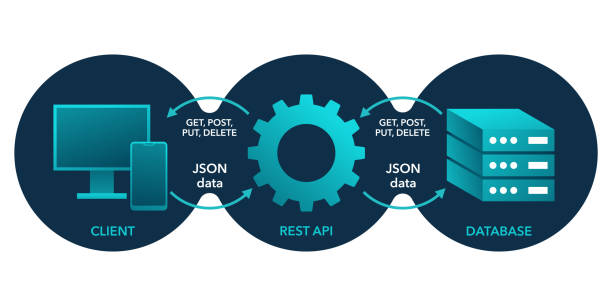 GET, POST,
PUT, DELETE
JSON
data
GET, POST,
PUT, DELETE
JSON
data
CLIENT
REST API
DATABASE